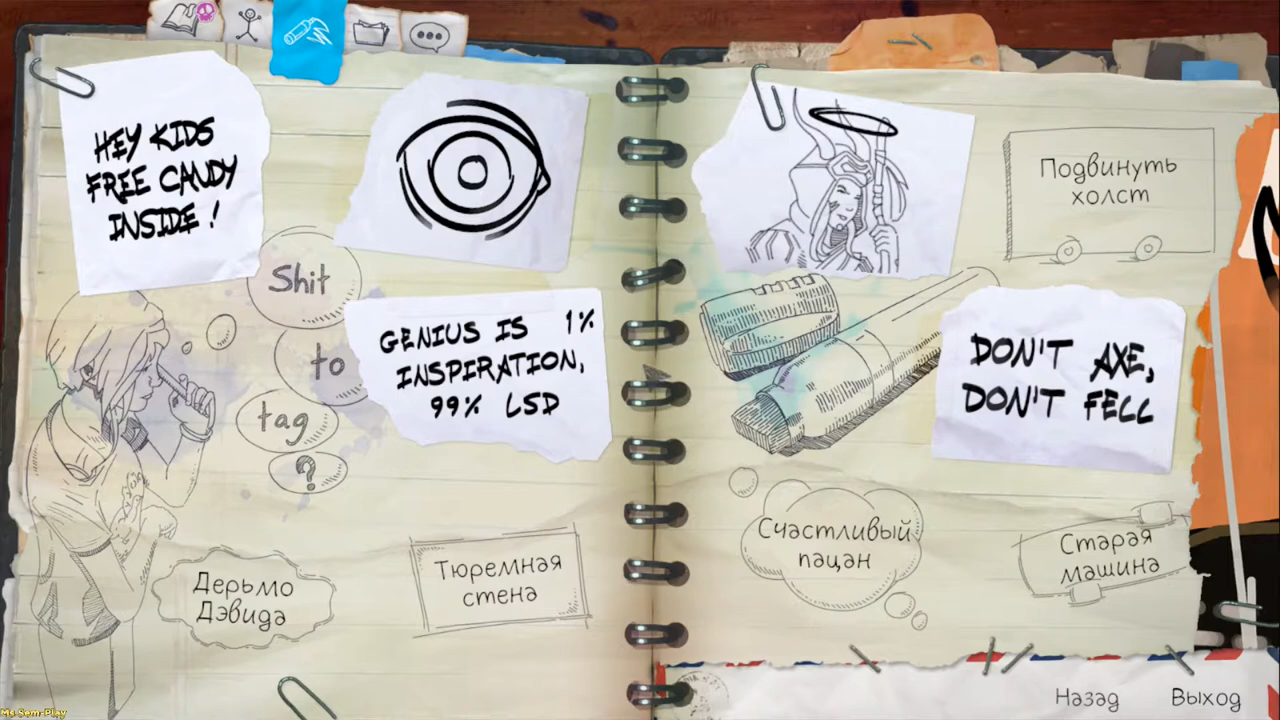 HEY KIDS
FREE CANDY
INSIDE!
Shit
to
tag
?
GENIUS IS 1%
INSPIRATION,
99% LSD
Дерьмо
Дэвида
Тюремная
стена
Подвинуть
холст
DON'T AXE,
DON'T FELL
Счастливый
пацан
Старая
машина
Назад Выход
Ms.Sem-Play